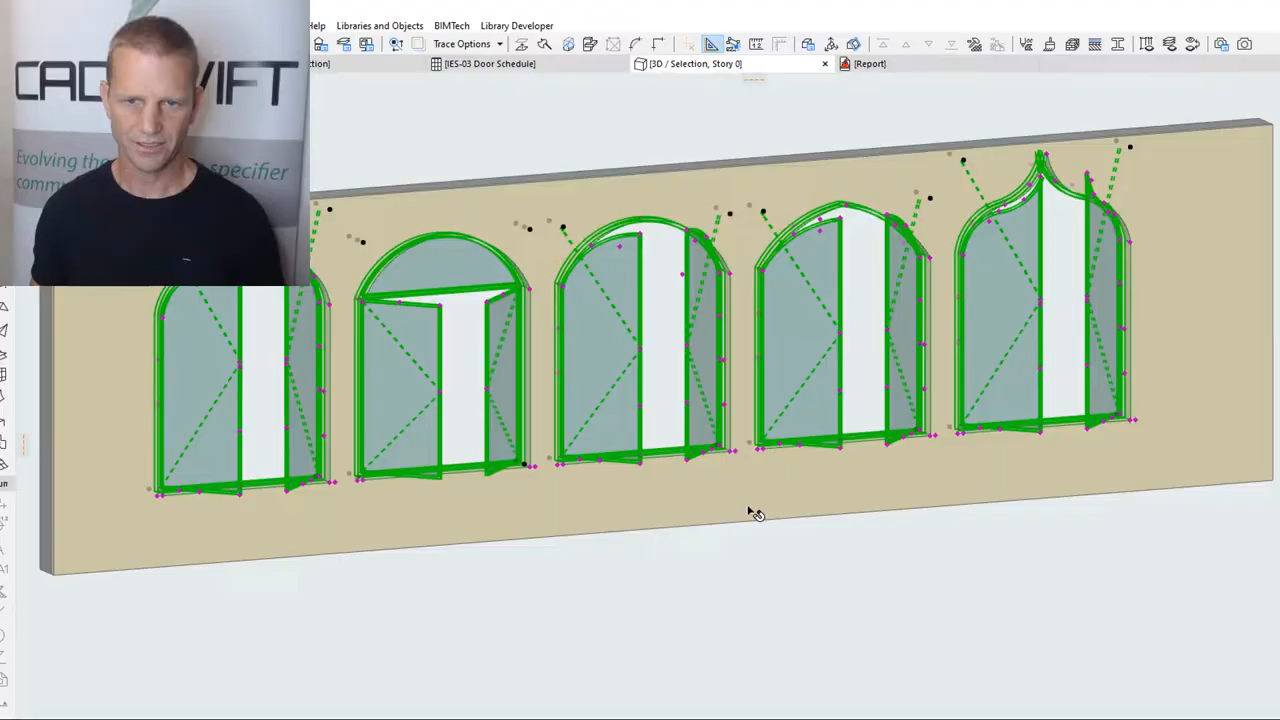 Help
Libraries and Objects
BIMTech
Library Developer
Trace Options
[IES-03 Door Schedule]
[3D / Selection, Story 0]
[Report]
CAD
IFT
Evolving the
specifier
comm